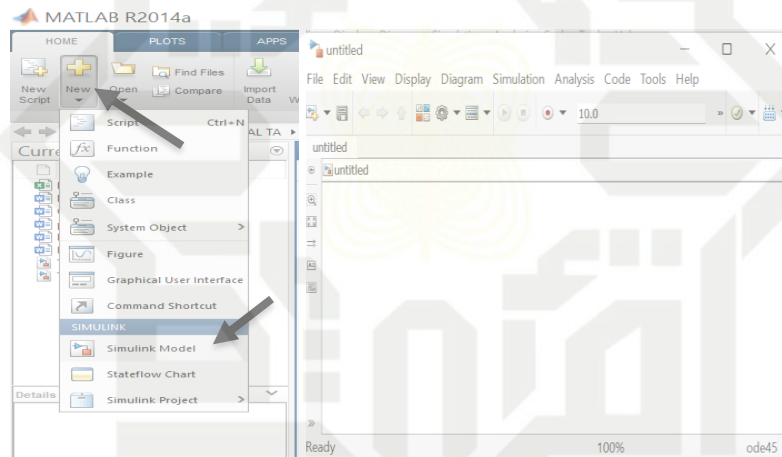 MATLAB R2014a
HOME PLOTS APPS
New Script
New
Open
Find Files
Compare
Import Data
Script Ctrl+N
Function
Example
Class
System Object >
Figure
Graphical User Interface
Command Shortcut
SIMULINK
Simulink Model
Stateflow Chart
Simulink Project >
Details
untitled
File Edit View Display Diagram Simulation Analysis Code Tools Help
10.0 »
untitled
untitled
»
Ready 100% ode45